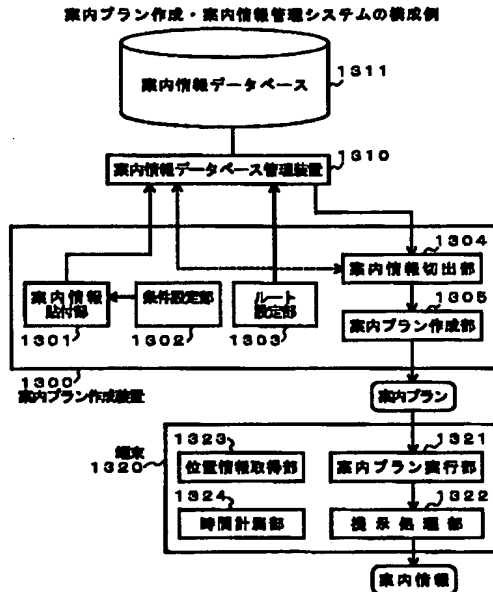 案内プラン作成・案内情報管理システムの構成例
案内情報データベース
1311
案内情報データベース管理装置
1310
1304
案内情報切出部
案内情報
貼付部
1301
条件設定部
1302
ルート
設定部
1303
1305
案内プラン作成部
1300
案内プラン作成装置
案内プラン
端末
1320
1323
位置情報取得部
1321
案内プラン実行部
1324
時間計測部
1322
提示処理部
案内情報